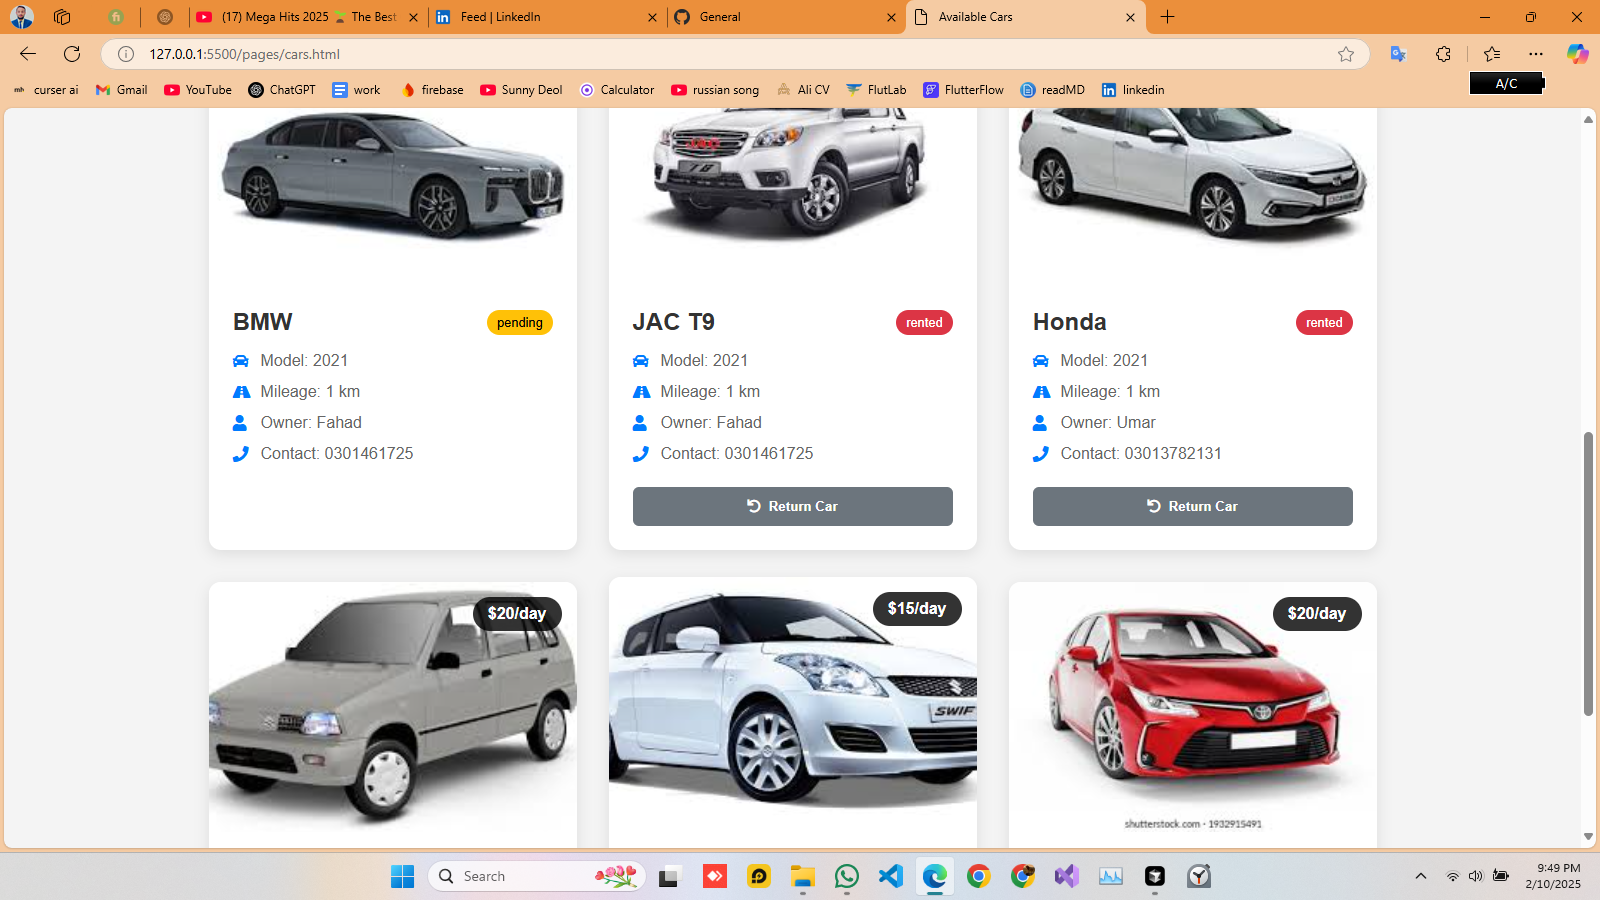 (17) Mega Hits 2025 🌱 The Best
Feed | LinkedIn
General
Available Cars
127.0.0.1:5500/pages/cars.html
curser ai
Gmail
YouTube
ChatGPT
work
firebase
Sunny Deol
Calculator
russian song
Ali CV
FlutLab
FlutterFlow
readMD
linkedin
A/C
BMW
pending
Model: 2021
Mileage: 1 km
Owner: Fahad
Contact: 0301461725
JAC T9
rented
Model: 2021
Mileage: 1 km
Owner: Fahad
Contact: 0301461725
Return Car
Honda
rented
Model: 2021
Mileage: 1 km
Owner: Umar
Contact: 03013782131
Return Car
$20/day
$15/day
SWIF
$20/day
shutterstock.com · 1932915491
Search
9:49 PM
2/10/2025